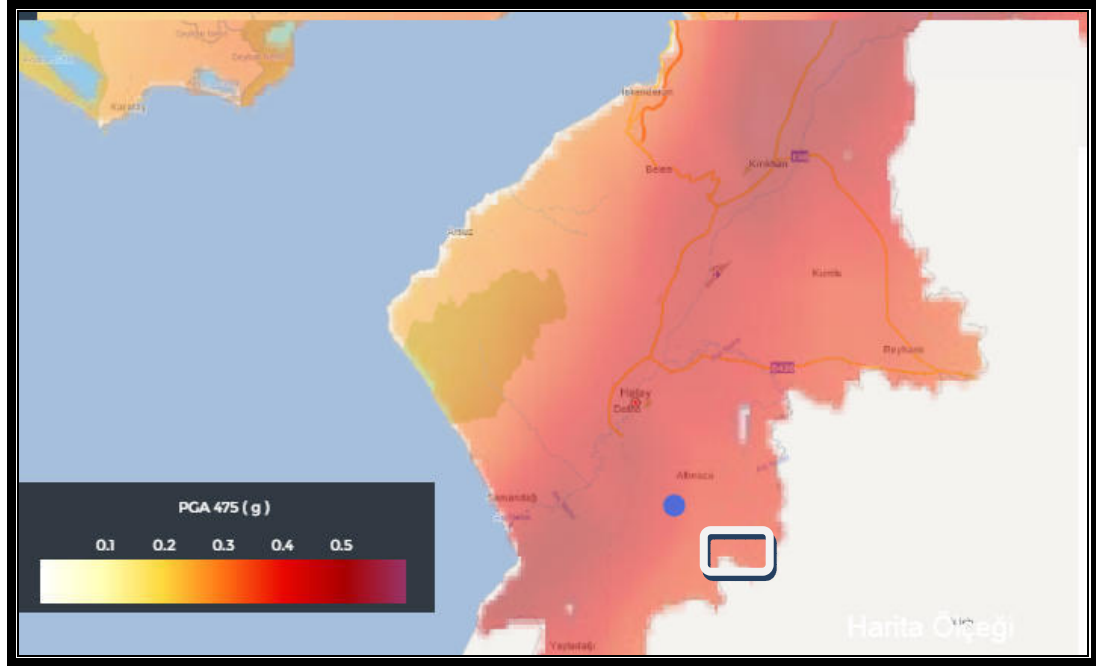 Karataş
İskenderun
Belen
Kırıkhan
Arsuz
Kumlu
Reyhanlı
Hatay
Defne
Altınözü
Samandağ
Yayladağı
PGA 475 ( g )
0.1 0.2 0.3 0.4 0.5
Harita Ölçeği